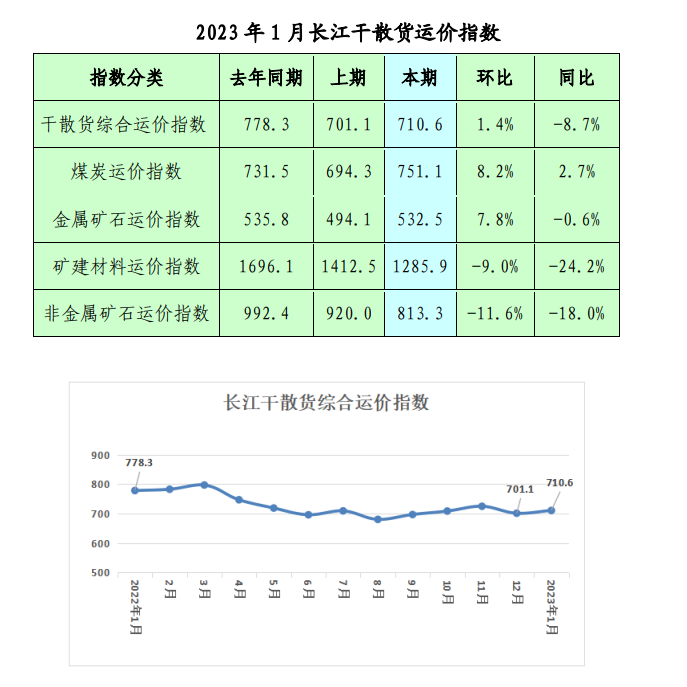 2023 年 1 月长江干散货运价指数
指数分类 去年同期 上期 本期 环比 同比
干散货综合运价指数 778.3 701.1 710.6 1.4% -8.7%
煤炭运价指数 731.5 694.3 751.1 8.2% 2.7%
金属矿石运价指数 535.8 494.1 532.5 7.8% -0.6%
矿建材料运价指数 1696.1 1412.5 1285.9 -9.0% -24.2%
非金属矿石运价指数 992.4 920.0 813.3 -11.6% -18.0%
长江干散货综合运价指数
900
800
700
600
500
778.3
701.1
710.6
2022年1月
2月
3月
4月
5月
6月
7月
8月
9月
10月
11月
12月
2023年1月